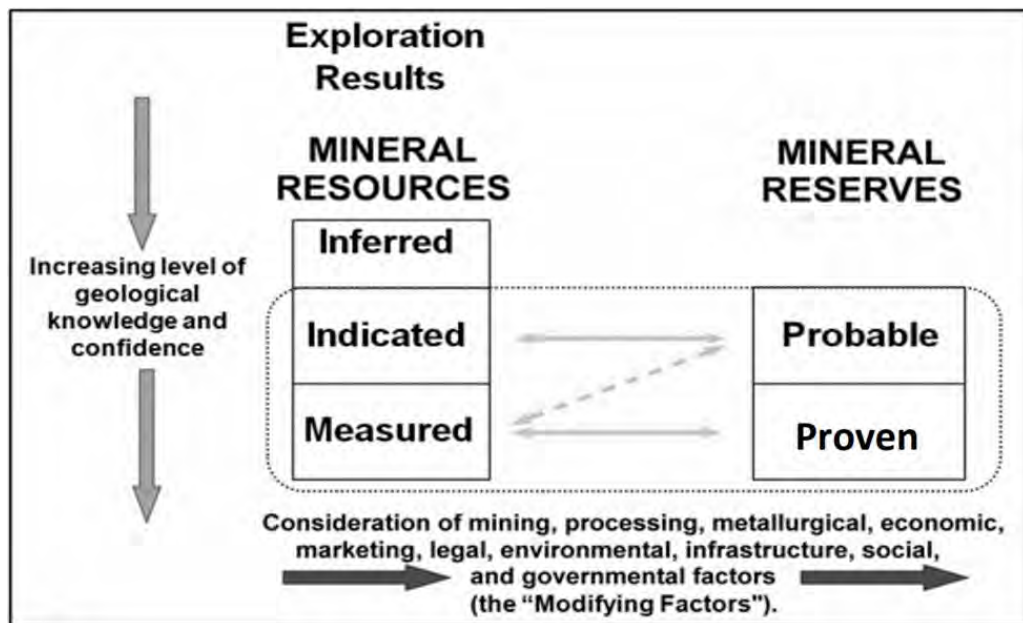 Exploration
Results
MINERAL
RESOURCES
MINERAL
RESERVES
Inferred
Increasing level of
geological
knowledge and
confidence
Indicated
Probable
Measured
Proven
Consideration of mining, processing, metallurgical, economic,
marketing, legal, environmental, infrastructure, social,
and governmental factors
(the “Modifying Factors").